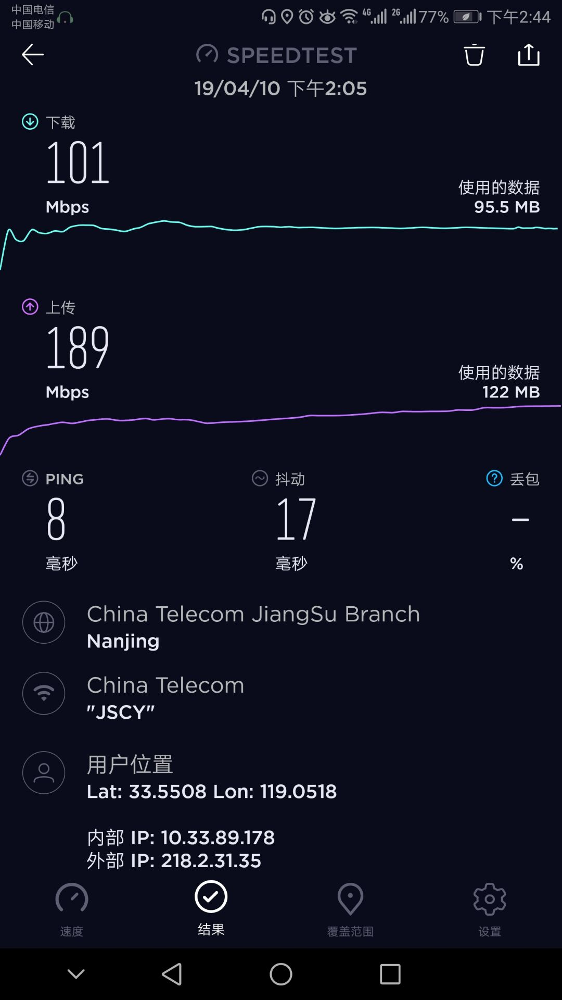 中国电信
中国移动
4G 2G 77% 下午2:44
SPEEDTEST
19/04/10 下午2:05
下载
101
Mbps
使用的数据
95.5 MB
上传
189
Mbps
使用的数据
122 MB
PING 抖动 丢包
8 17 –
毫秒 毫秒 %
China Telecom JiangSu Branch
Nanjing
China Telecom
"JSCY"
用户位置
Lat: 33.5508 Lon: 119.0518
内部 IP: 10.33.89.178
外部 IP: 218.2.31.35
速度 结果 覆盖范围 设置